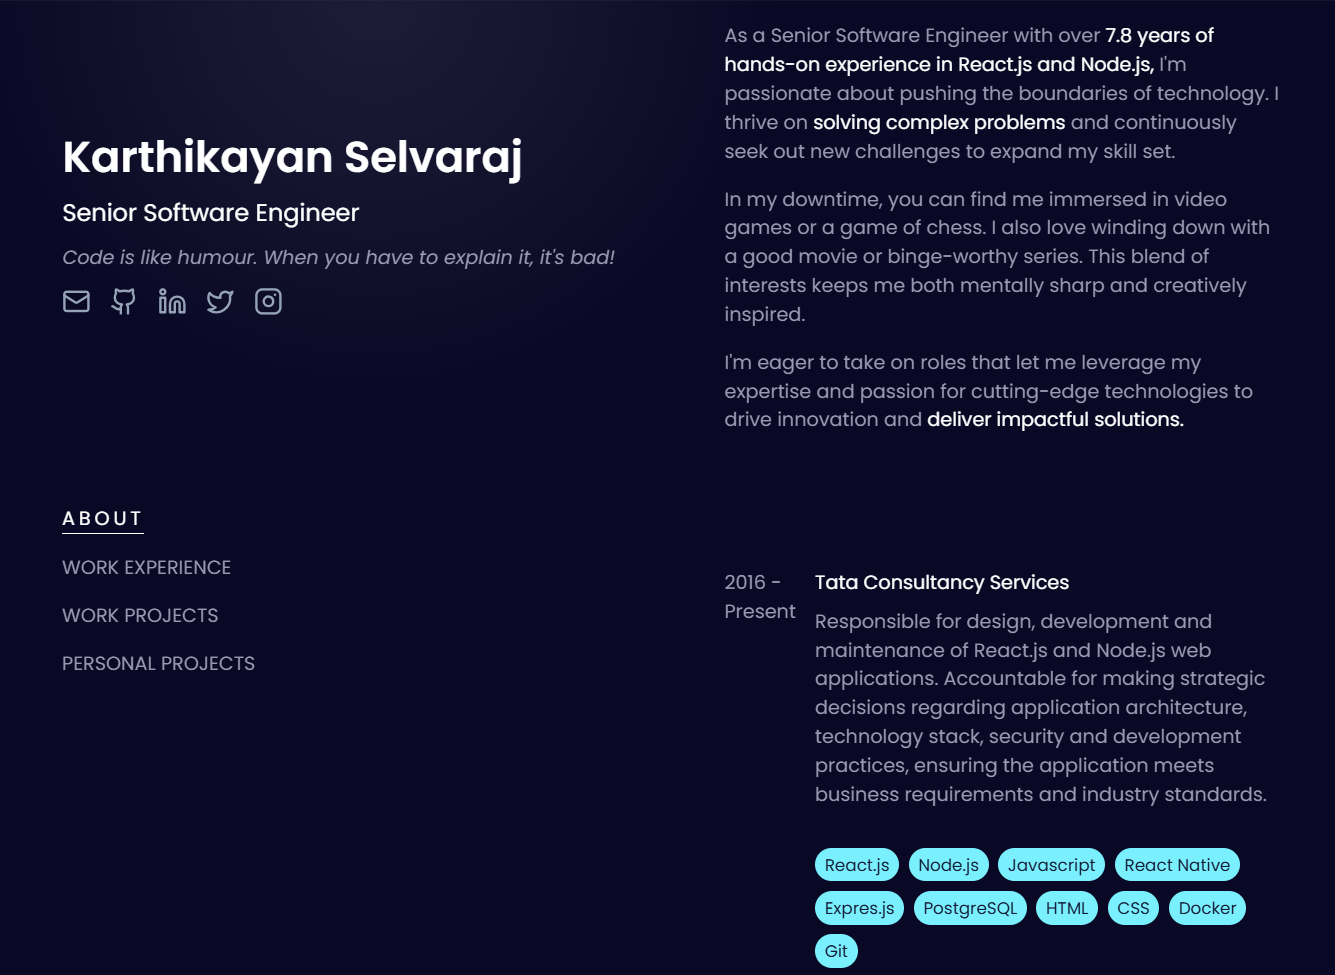 Karthikayan Selvaraj
Senior Software Engineer
Code is like humour. When you have to explain it, it's bad!
ABOUT
WORK EXPERIENCE
WORK PROJECTS
PERSONAL PROJECTS
As a Senior Software Engineer with over 7.8 years of
hands-on experience in React.js and Node.js, I'm
passionate about pushing the boundaries of technology. I
thrive on solving complex problems and continuously
seek out new challenges to expand my skill set.
In my downtime, you can find me immersed in video
games or a game of chess. I also love winding down with
a good movie or binge-worthy series. This blend of
interests keeps me both mentally sharp and creatively
inspired.
I'm eager to take on roles that let me leverage my
expertise and passion for cutting-edge technologies to
drive innovation and deliver impactful solutions.
2016 -
Present
Tata Consultancy Services
Responsible for design, development and
maintenance of React.js and Node.js web
applications. Accountable for making strategic
decisions regarding application architecture,
technology stack, security and development
practices, ensuring the application meets
business requirements and industry standards.
React.js Node.js Javascript React Native
Expres.js PostgreSQL HTML CSS Docker
Git